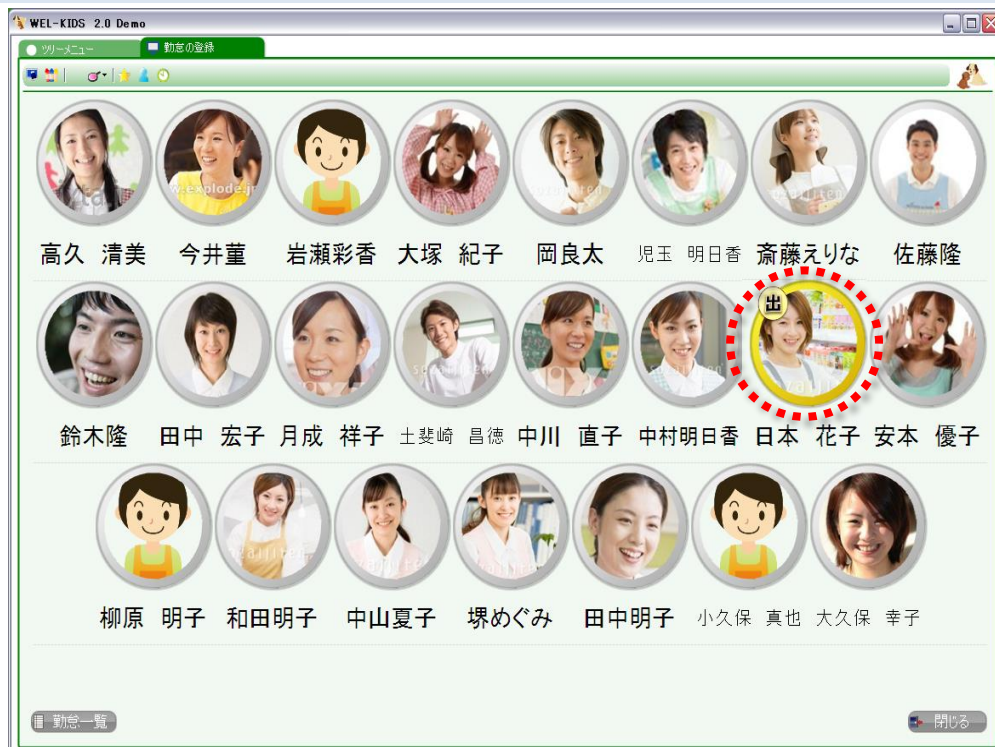 WEL-KIDS 2.0 Demo
ツリーメニュー 勤怠の登録
高久 清美 今井菫 岩瀬彩香 大塚 紀子 岡良太 児玉 明日香 斎藤えりな 佐藤隆
出
鈴木隆 田中 宏子 月成 祥子 土斐崎 昌徳 中川 直子 中村明日香 日本 花子 安本 優子
柳原 明子 和田明子 中山夏子 堺めぐみ 田中明子 小久保 真也 大久保 幸子
勤怠一覧 閉じる